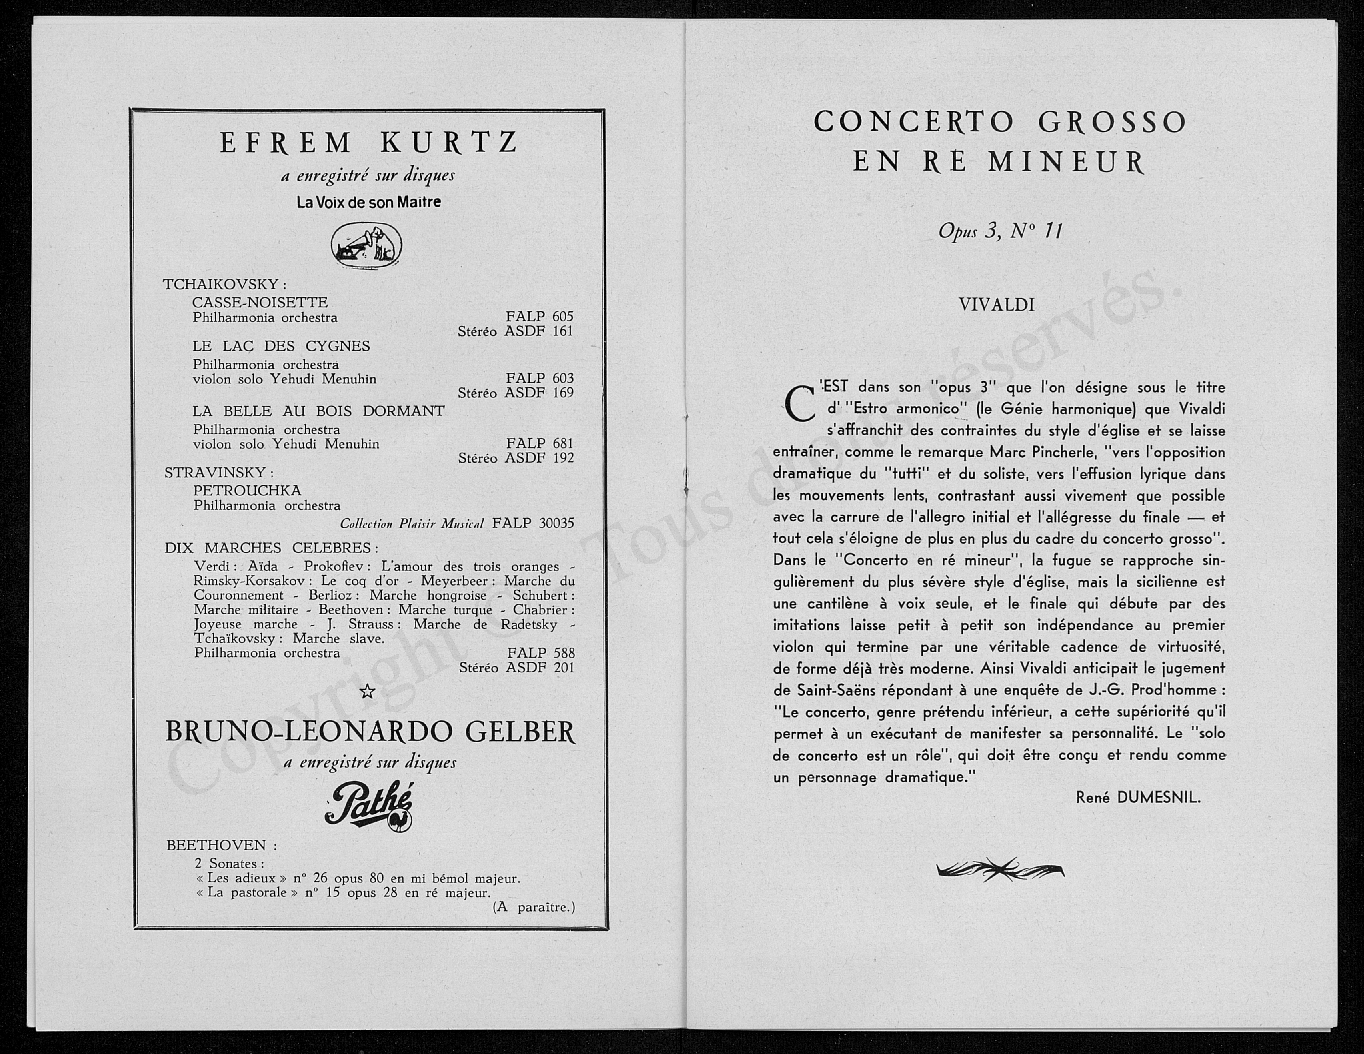 EFREM KURTZ
a enregistré sur disques
La Voix de son Maitre
TCHAIKOVSKY :
CASSE-NOISETTE
Philharmonia orchestra FALP 605
Stéréo ASDF 161
LE LAC DES CYGNES
Philharmonia orchestra
violon solo Yehudi Menuhin FALP 603
Stéréo ASDF 169
LA BELLE AU BOIS DORMANT
Philharmonia orchestra
violon solo Yehudi Menuhin FALP 681
Stéréo ASDF 192
STRAVINSKY :
PETROUCHKA
Philharmonia orchestra
Collection Plaisir Musical FALP 30035
DIX MARCHES CELEBRES :
Verdi : Aïda - Prokofiev : L'amour des trois oranges -
Rimsky-Korsakov : Le coq d'or - Meyerbeer : Marche du
Couronnement - Berlioz : Marche hongroise - Schubert :
Marche militaire - Beethoven : Marche turque - Chabrier :
Joyeuse marche - J. Strauss : Marche de Radetsky -
Tchaïkovsky : Marche slave.
Philharmonia orchestra FALP 588
Stéréo ASDF 201
BRUNO-LEONARDO GELBER
a enregistré sur disques
Pathé
BEETHOVEN :
2 Sonates :
« Les adieux » n° 26 opus 80 en mi bémol majeur.
« La pastorale » n° 15 opus 28 en ré majeur.
(A paraître.)
CONCERTO GROSSO
EN RE MINEUR
Opus 3, N° 11
VIVALDI
C'EST dans son "opus 3" que l'on désigne sous le titre
d' "Estro armonico" (le Génie harmonique) que Vivaldi
s'affranchit des contraintes du style d'église et se laisse
entraîner, comme le remarque Marc Pincherle, "vers l'opposition
dramatique du "tutti" et du soliste, vers l'effusion lyrique dans
les mouvements lents, contrastant aussi vivement que possible
avec la carrure de l'allegro initial et l'allégresse du finale — et
tout cela s'éloigne de plus en plus du cadre du concerto grosso".
Dans le "Concerto en ré mineur", la fugue se rapproche sin-
gulièrement du plus sévère style d'église, mais la sicilienne est
une cantilène à voix seule, et le finale qui débute par des
imitations laisse petit à petit son indépendance au premier
violon qui termine par une véritable cadence de virtuosité,
de forme déjà très moderne. Ainsi Vivaldi anticipait le jugement
de Saint-Saëns répondant à une enquête de J.-G. Prod'homme :
"Le concerto, genre prétendu inférieur, a cette supériorité qu'il
permet à un exécutant de manifester sa personnalité. Le "solo
de concerto est un rôle", qui doit être conçu et rendu comme
un personnage dramatique."
René DUMESNIL.
Copyright © Tous droits réservés.